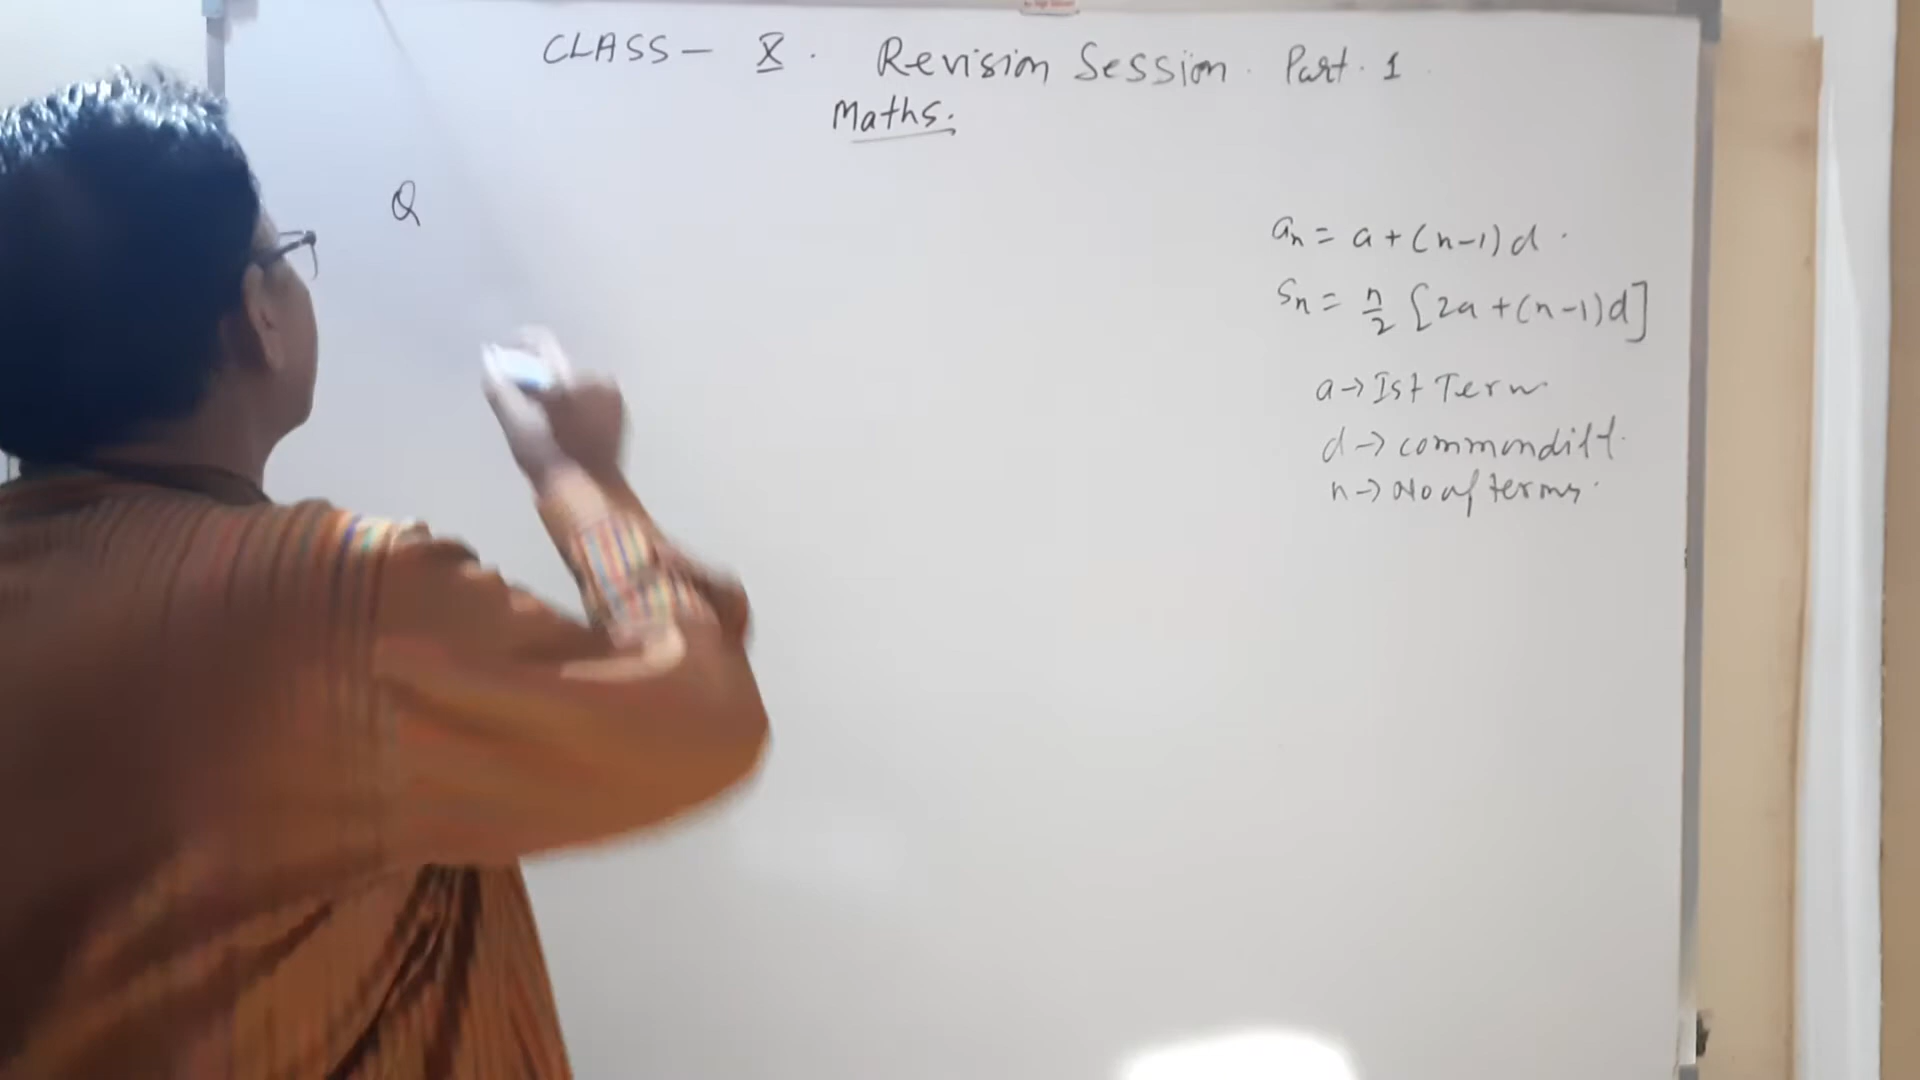 CLASS — X. Revision Session. Part. 1
Maths.
Q
an = a + (n-1)d.
Sn = n/2 [2a + (n-1)d]
a → Ist Term
d → commondiff.
n → No of terms.